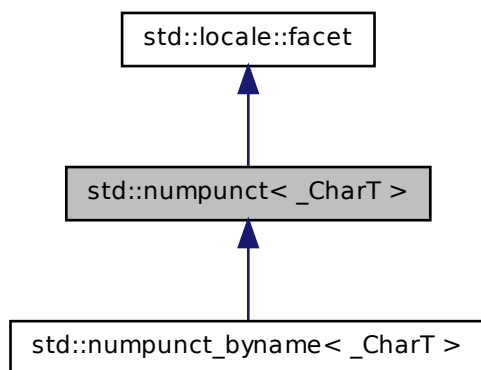 std::locale::facet
std::numpunct< _CharT >
std::numpunct_byname< _CharT >